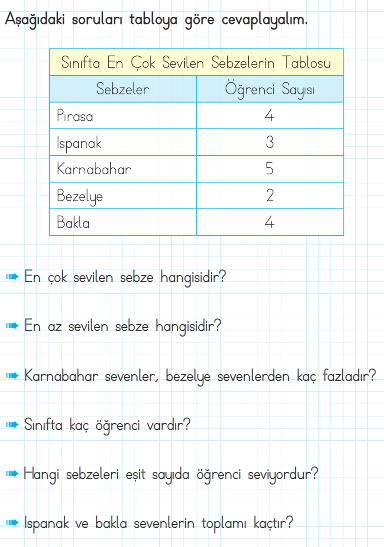 Aşağıdaki soruları tabloya göre cevaplayalım.
Sınıfta En Çok Sevilen Sebzelerin Tablosu
Sebzeler Öğrenci Sayısı
Pırasa 4
Ispanak 3
Karnabahar 5
Bezelye 2
Bakla 4
En çok sevilen sebze hangisidir?
En az sevilen sebze hangisidir?
Karnabahar sevenler, bezelye sevenlerden kaç fazladır?
Sınıfta kaç öğrenci vardır?
Hangi sebzeleri eşit sayıda öğrenci seviyordur?
Ispanak ve bakla sevenlerin toplamı kaçtır?